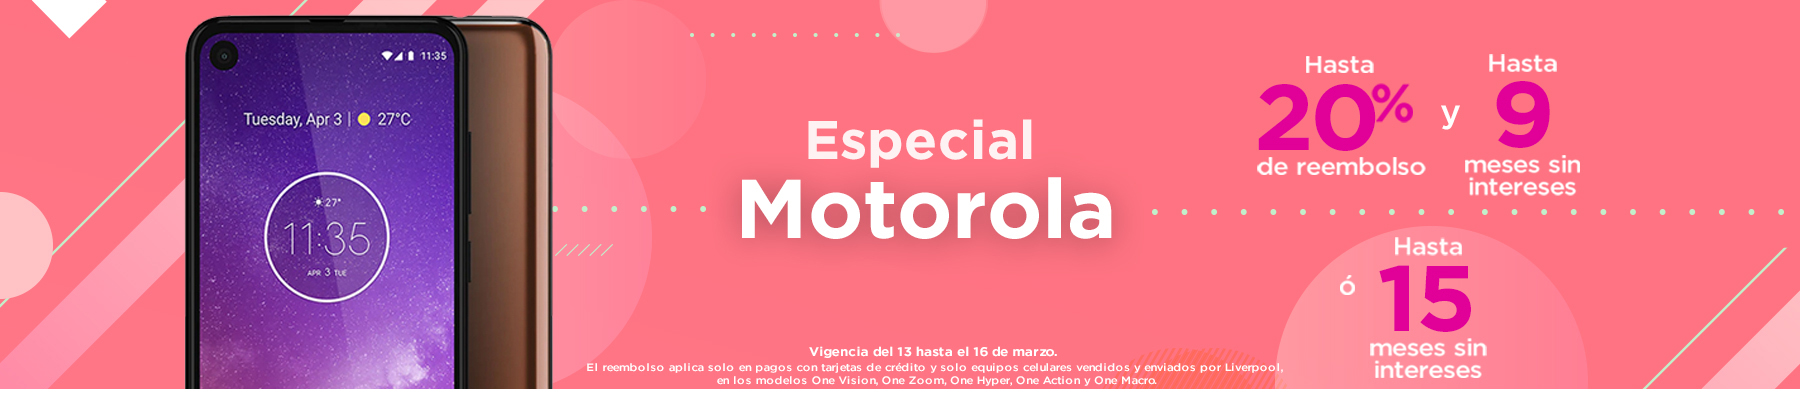 11:35
Tuesday, Apr 3 | 27°C
27°
11:35
APR 3 TUE
Especial
Motorola
Hasta
20%
de reembolso
y
Hasta
9
meses sin
intereses
ó
Hasta
15
meses sin
intereses
Vigencia del 13 hasta el 16 de marzo.
El reembolso aplica solo en pagos con tarjetas de crédito y solo equipos celulares vendidos y enviados por Liverpool,
en los modelos One Vision, One Zoom, One Hyper, One Action y One Macro.